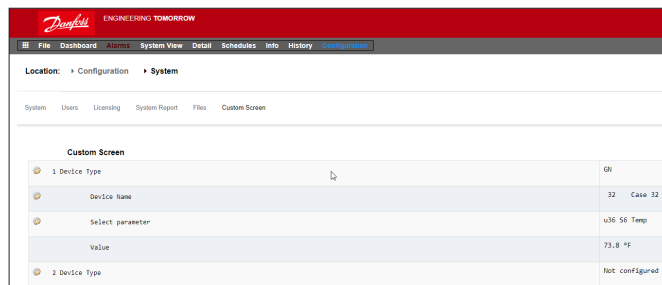 Danfoss ENGINEERING TOMORROW
File Dashboard Alarms System View Detail Schedules Info History Configuration
Location: Configuration System
System Users Licensing System Report Files Custom Screen
Custom Screen
1 Device Type GN
Device Name 32 Case 32
Select parameter u36 S6 Temp
Value 73.8 ºF
2 Device Type Not configured